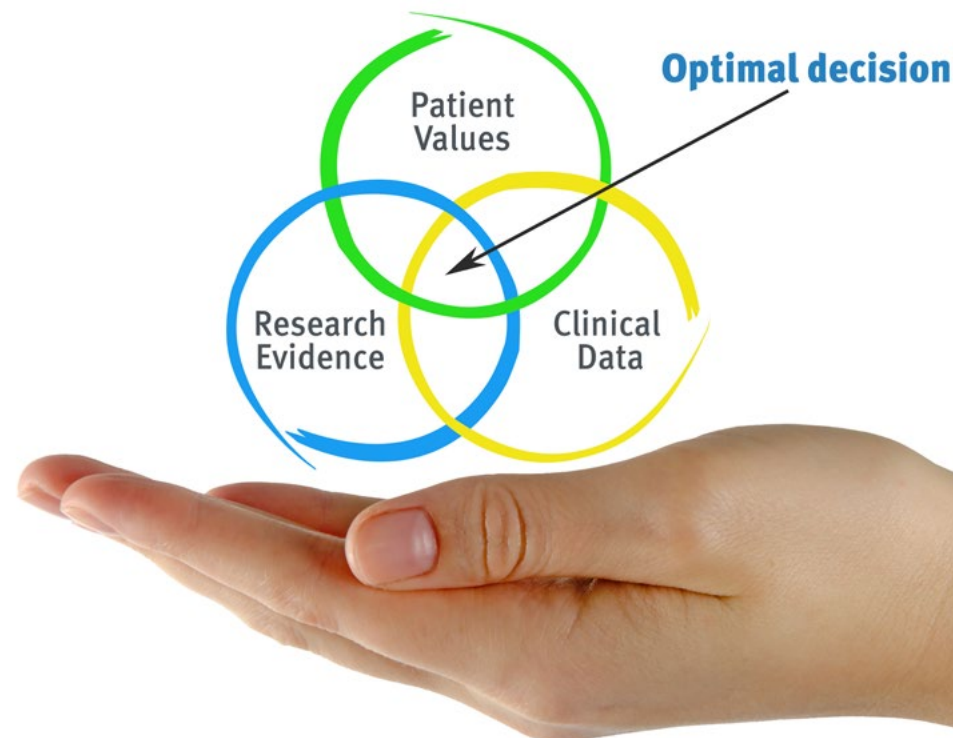 Optimal decision
Patient
Values
Research
Evidence
Clinical
Data